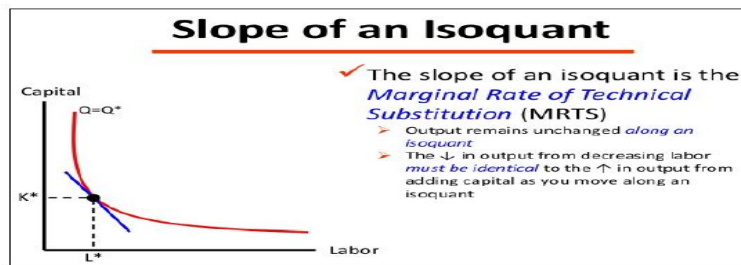 Slope of an Isoquant
Capital
Q=Q*
K*
L*
Labor
✓ The slope of an isoquant is the
Marginal Rate of Technical
Substitution (MRTS)
➤ Output remains unchanged along an
isoquant
➤ The ↓ in output from decreasing labor
must be identical to the ↑ in output from
adding capital as you move along an
isoquant